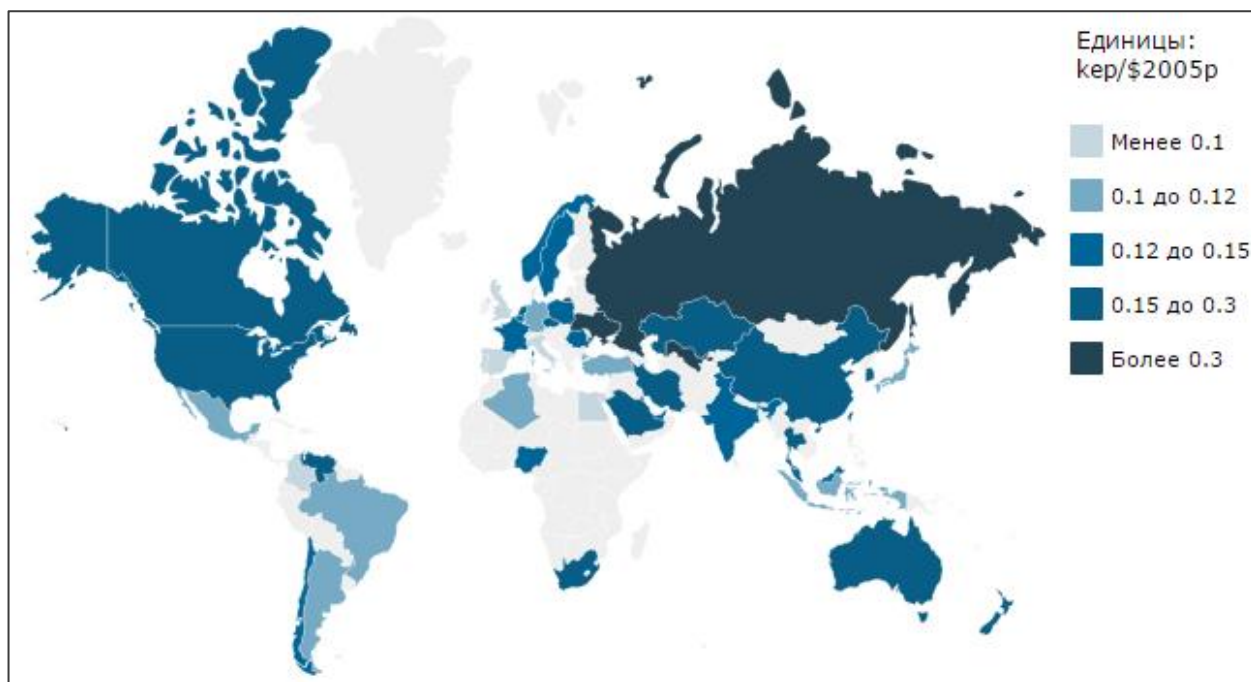 Единицы:
kep/$2005p
Менее 0.1
0.1 до 0.12
0.12 до 0.15
0.15 до 0.3
Более 0.3